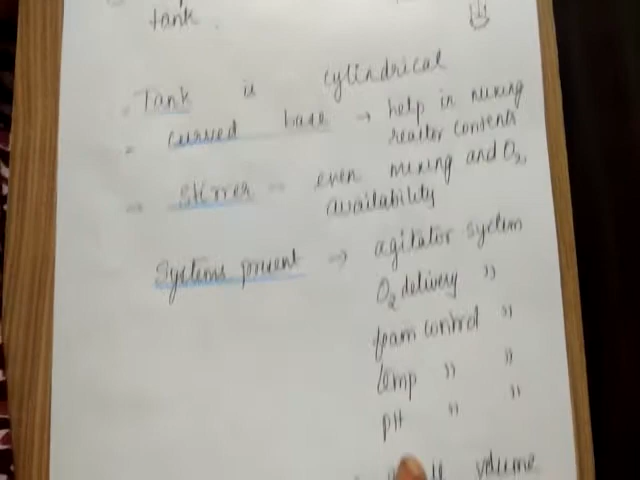 tank.
Tank is cylindrical
curved base → help in mixing
reactor contents
→ stirrer - even mixing and O2
availability
Systems present → agitator system
O2 delivery "
foam control "
temp " "
pH " "
volume